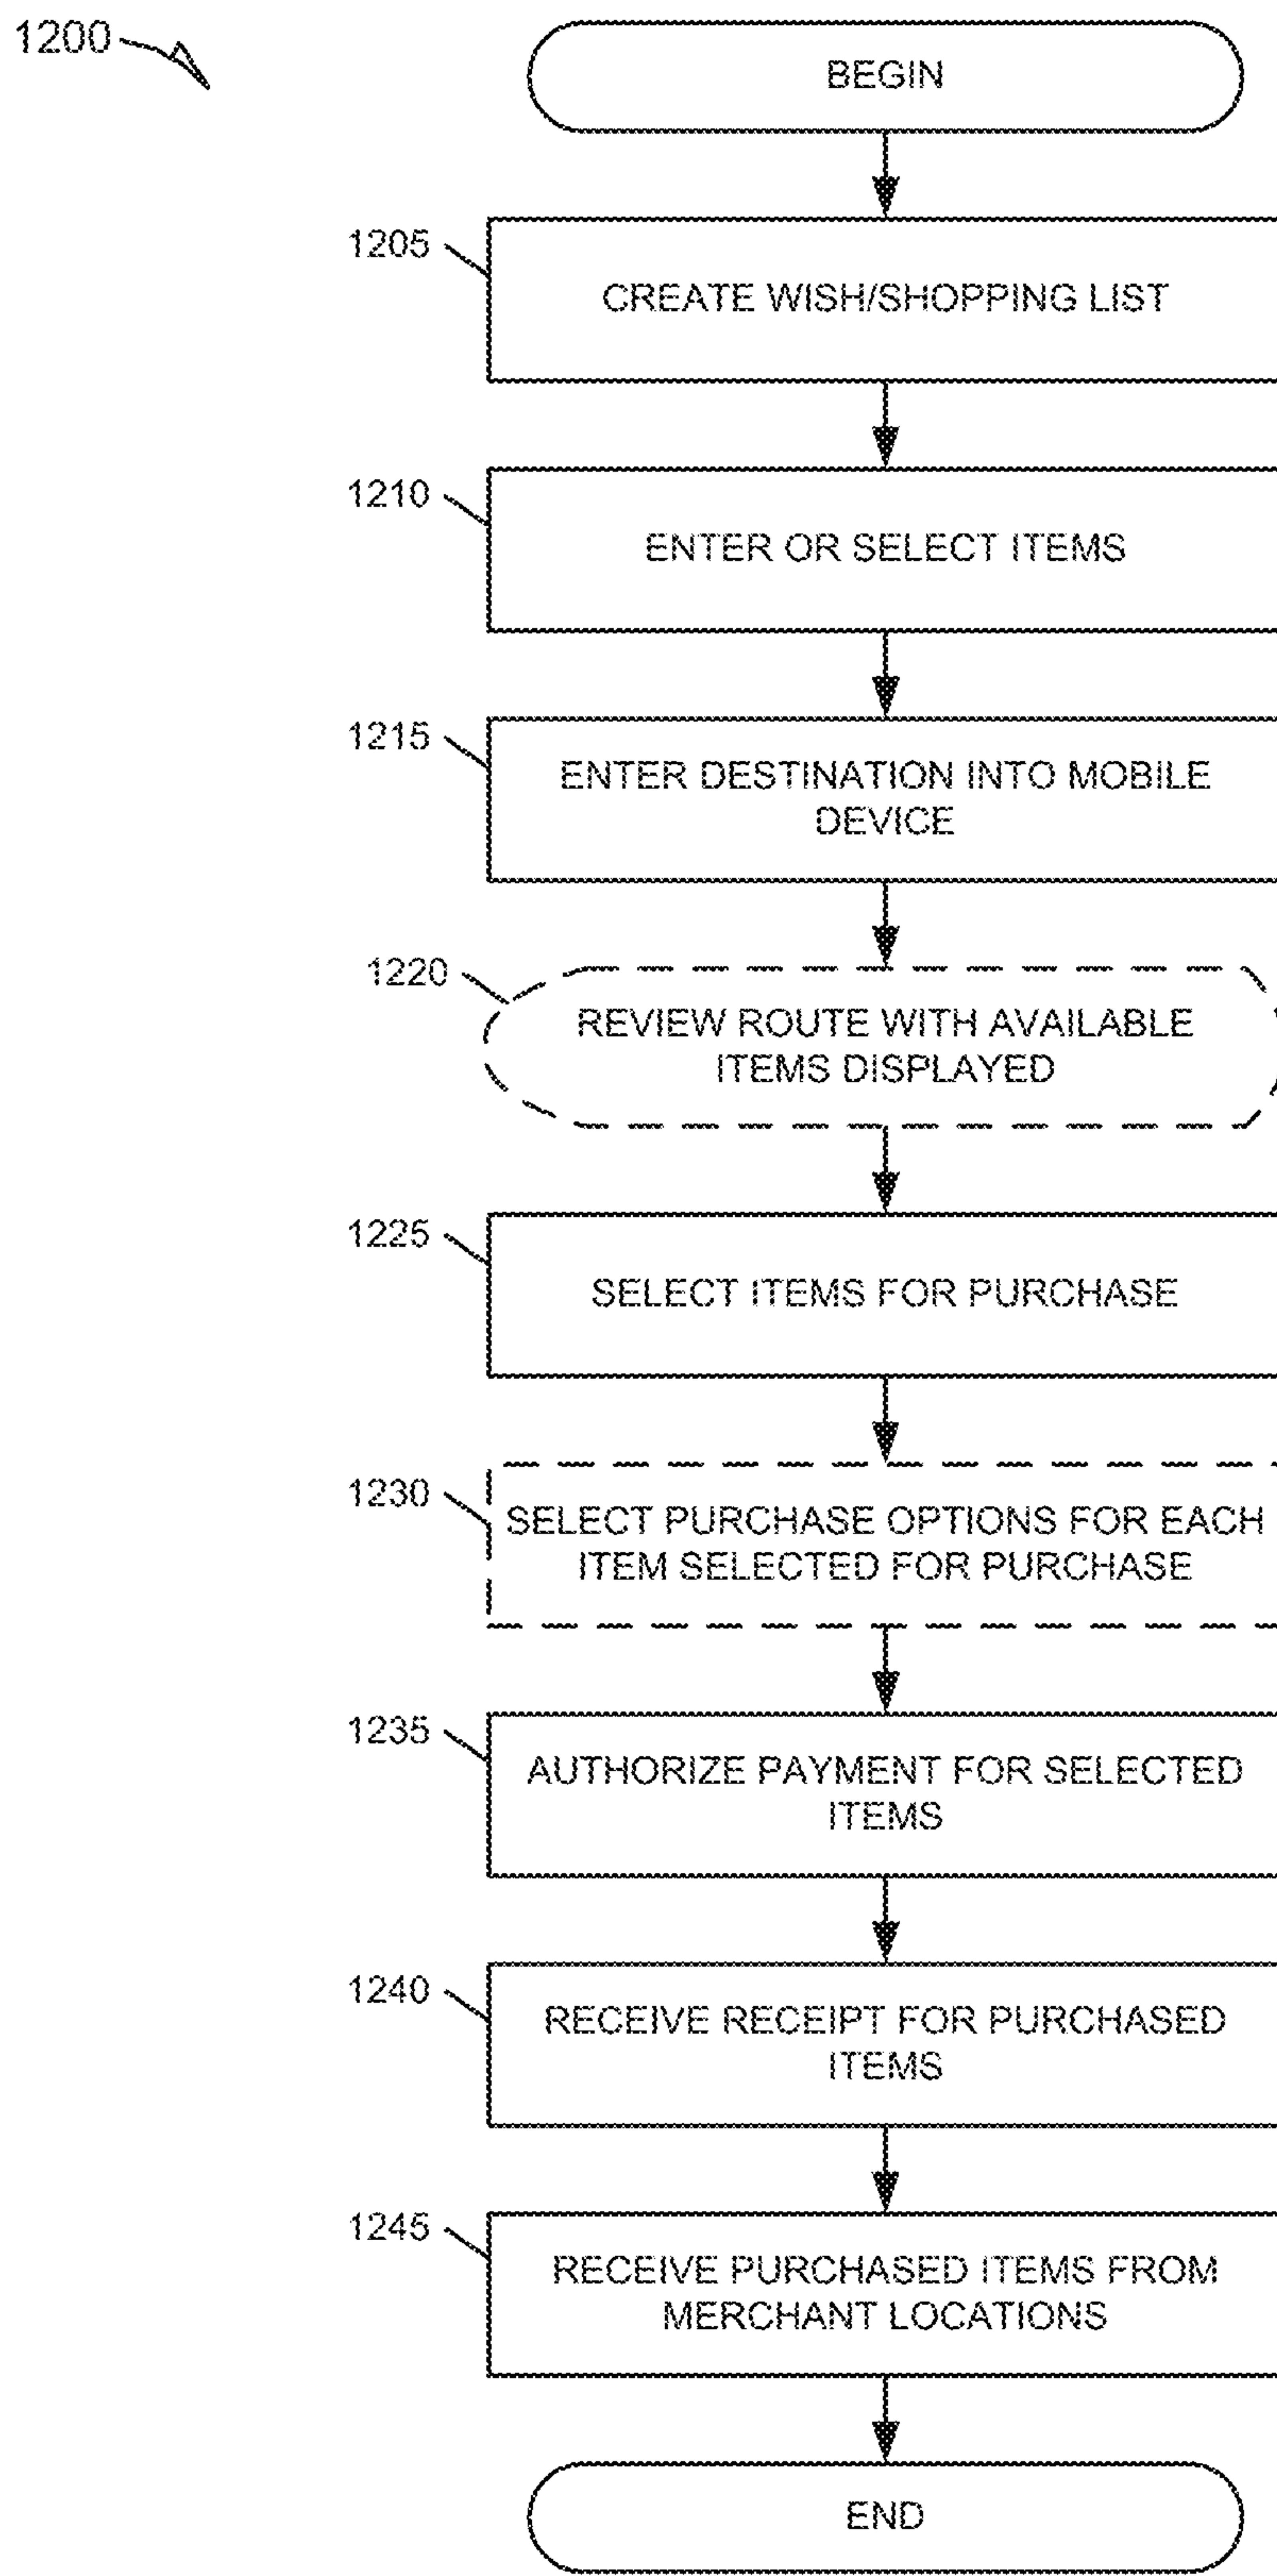 1200
BEGIN
1205
CREATE WISH/SHOPPING LIST
1210
ENTER OR SELECT ITEMS
1215
ENTER DESTINATION INTO MOBILE
DEVICE
1220
REVIEW ROUTE WITH AVAILABLE
ITEMS DISPLAYED
1225
SELECT ITEMS FOR PURCHASE
1230
SELECT PURCHASE OPTIONS FOR EACH
ITEM SELECTED FOR PURCHASE
1235
AUTHORIZE PAYMENT FOR SELECTED
ITEMS
1240
RECEIVE RECEIPT FOR PURCHASED
ITEMS
1245
RECEIVE PURCHASED ITEMS FROM
MERCHANT LOCATIONS
END